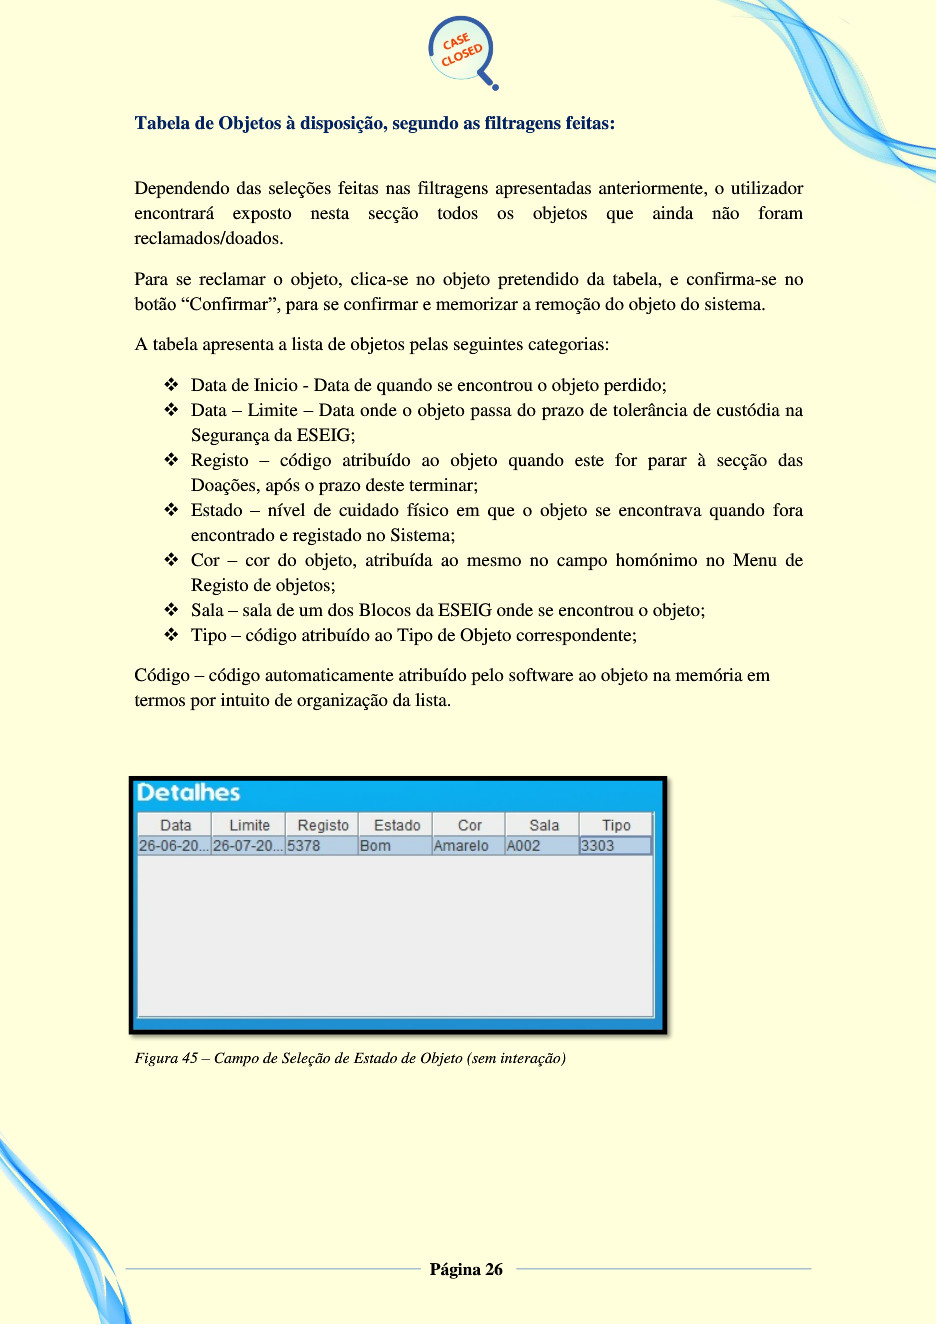 CASE
CLOSED
Tabela de Objetos à disposição, segundo as filtragens feitas:
Dependendo das seleções feitas nas filtragens apresentadas anteriormente, o utilizador
encontrará exposto nesta secção todos os objetos que ainda não foram
reclamados/doados.
Para se reclamar o objeto, clica-se no objeto pretendido da tabela, e confirma-se no
botão “Confirmar”, para se confirmar e memorizar a remoção do objeto do sistema.
A tabela apresenta a lista de objetos pelas seguintes categorias:
❖ Data de Inicio - Data de quando se encontrou o objeto perdido;
❖ Data – Limite – Data onde o objeto passa do prazo de tolerância de custódia na
Segurança da ESEIG;
❖ Registo – código atribuído ao objeto quando este for parar à secção das
Doações, após o prazo deste terminar;
❖ Estado – nível de cuidado físico em que o objeto se encontrava quando fora
encontrado e registado no Sistema;
❖ Cor – cor do objeto, atribuída ao mesmo no campo homónimo no Menu de
Registo de objetos;
❖ Sala – sala de um dos Blocos da ESEIG onde se encontrou o objeto;
❖ Tipo – código atribuído ao Tipo de Objeto correspondente;
Código – código automaticamente atribuído pelo software ao objeto na memória em
termos por intuito de organização da lista.
Detalhes
Data Limite Registo Estado Cor Sala Tipo
26-06-20... 26-07-20... 5378 Bom Amarelo A002 3303
Figura 45 – Campo de Seleção de Estado de Objeto (sem interação)
Página 26